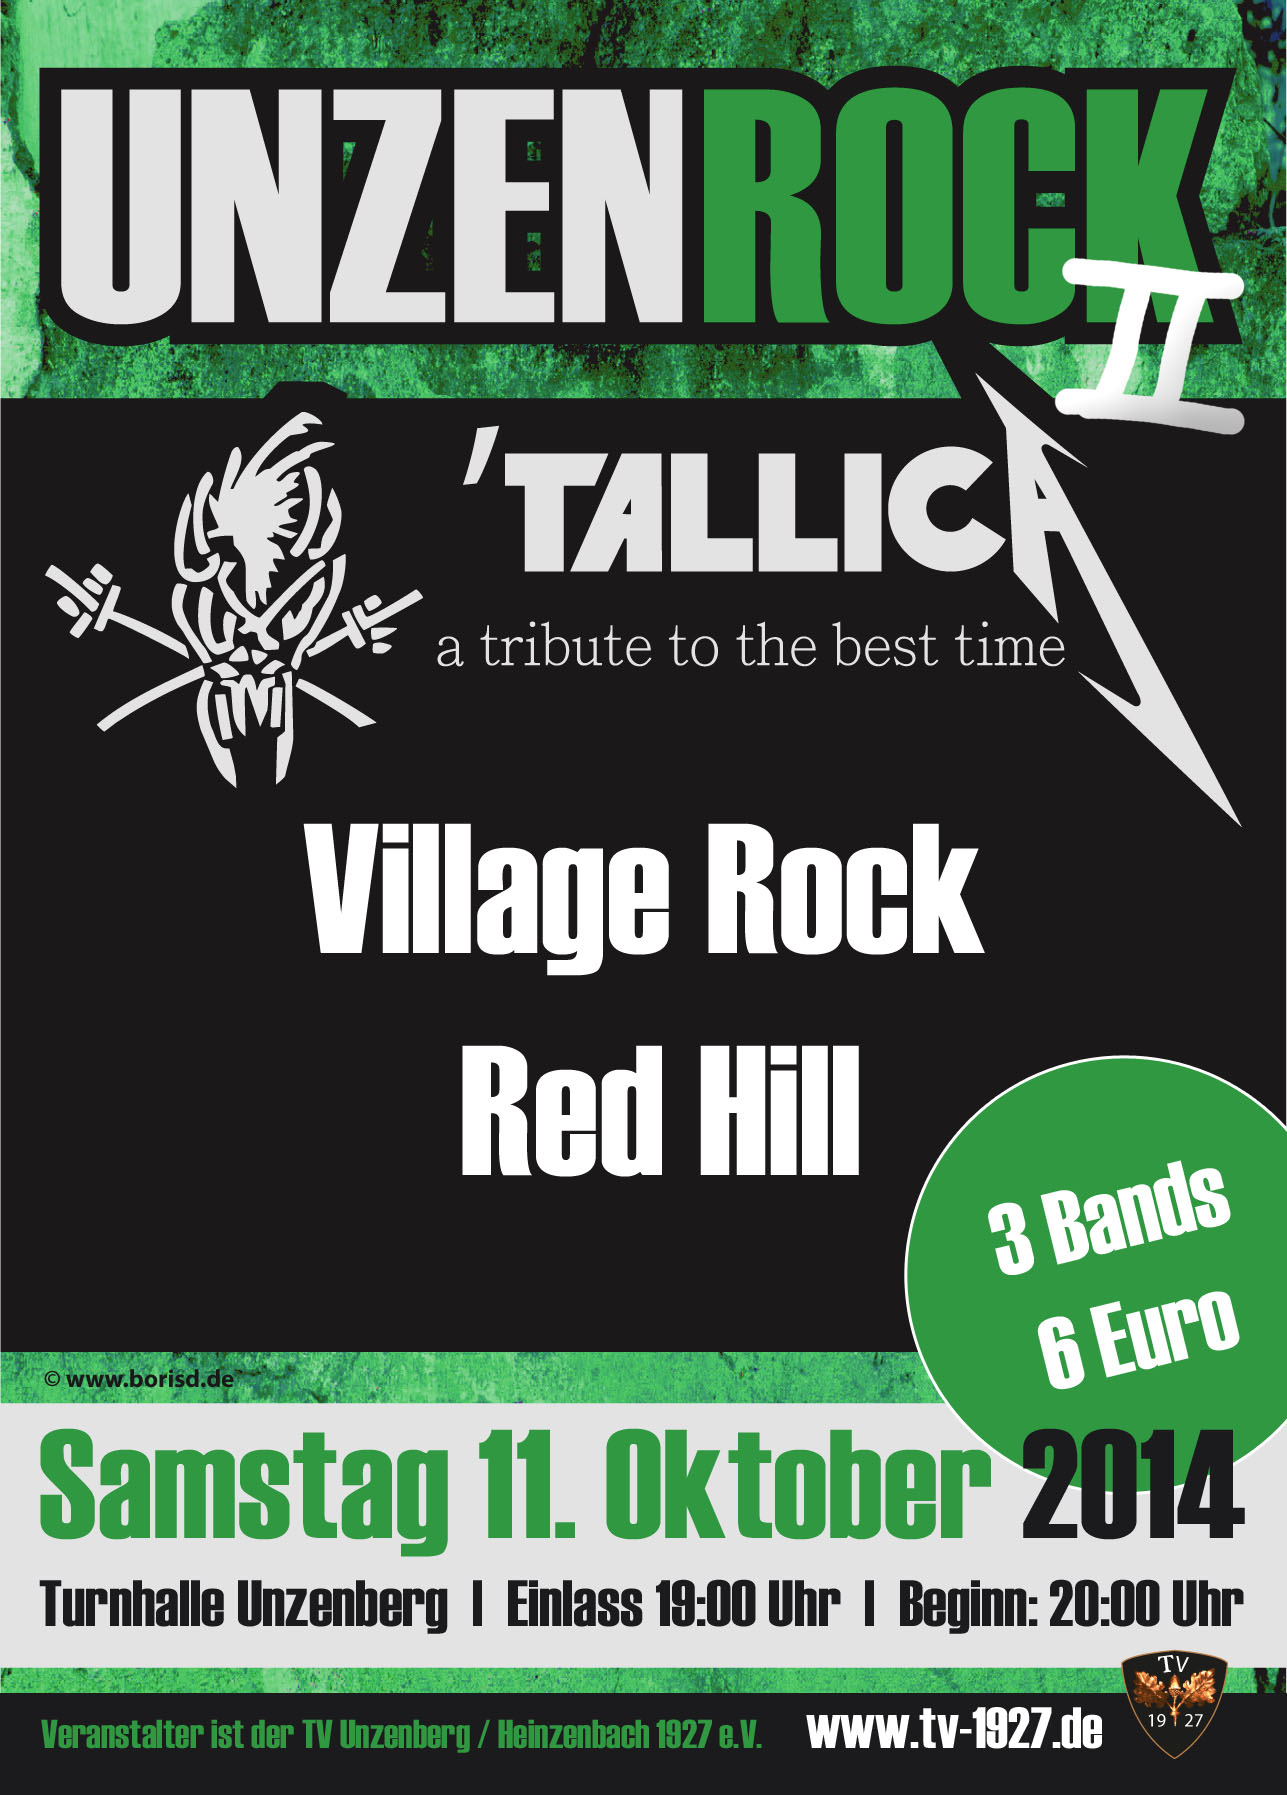 UNZENROCK
II
'TALLICA
a tribute to the best time
Village Rock
Red Hill
3 Bands
6 Euro
© www.borisd.de
Samstag 11. Oktober 2014
Turnhalle Unzenberg | Einlass 19:00 Uhr | Beginn: 20:00 Uhr
Veranstalter ist der TV Unzenberg / Heinzenbach 1927 e.V. www.tv-1927.de
TV
19 27